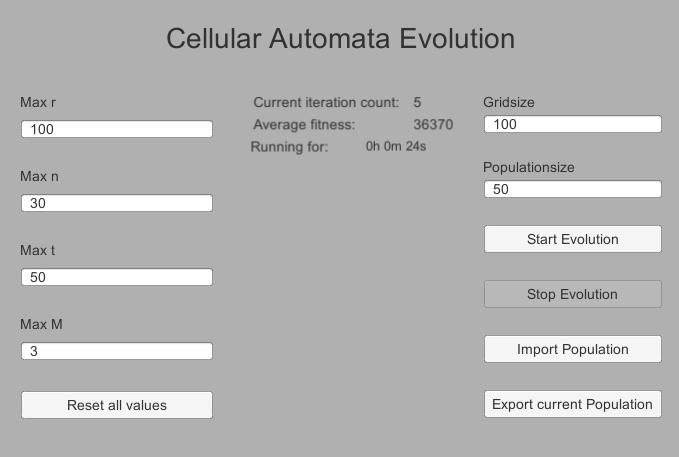 Cellular Automata Evolution
Max r
100
Max n
30
Max t
50
Max M
3
Reset all values
Current iteration count: 5
Average fitness: 36370
Running for: 0h 0m 24s
Gridsize
100
Populationsize
50
Start Evolution
Stop Evolution
Import Population
Export current Population